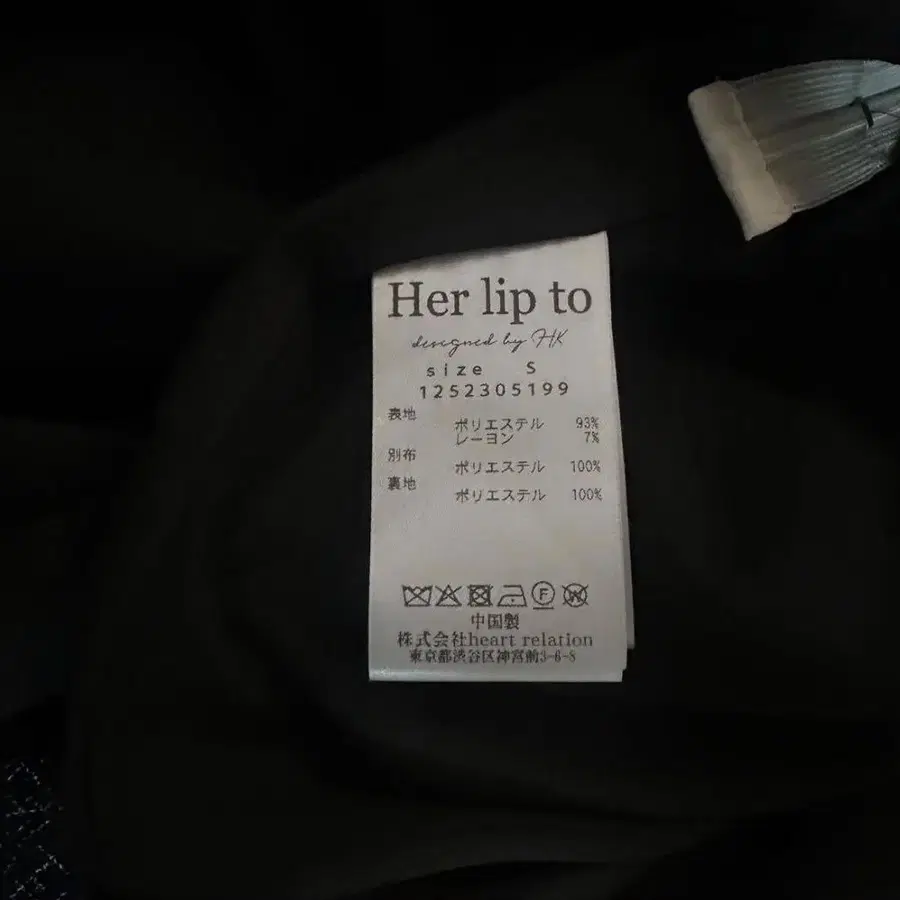 Her lip to
designed by HK
size S
1252305199
表地
ポリエステル 93%
レーヨン 7%
別布
ポリエステル 100%
裏地
ポリエステル 100%
F
W
中国製
株式会社heart relation
東京都渋谷区神宮前3-6-8